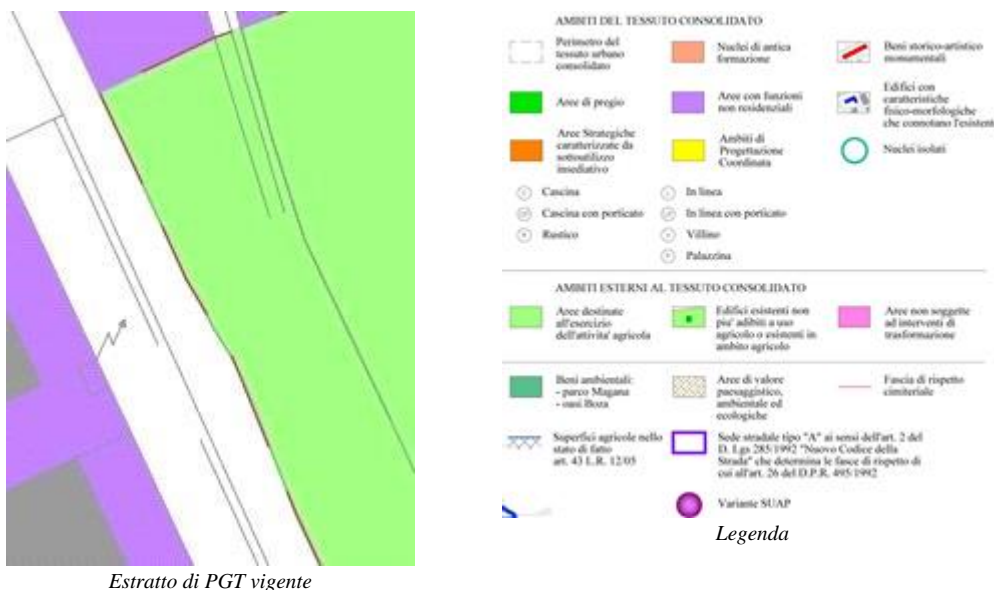 AMBITI DEL TESSUTO CONSOLIDATO
Perimetro del
tessuto urbano
consolidato
Nuclei di antica
formazione
Beni storico-artistico
monumentali
Aree di pregio
Aree con funzioni
non residenziali
Edifici con
caratteristiche
fisico-morfologiche
che connotano l'esistent
Aree Strategiche
caratterizzate da
sottoutilizzo
insediativo
Ambiti di
Progettazione
Coordinata
Nuclei isolati
Cascina
In linea
Cascina con porticato
In linea con porticato
Rustico
Villino
Palazzina
AMBITI ESTERNI AL TESSUTO CONSOLIDATO
Aree destinate
all'esercizio
dell'attivita' agricola
Edifici esistenti non
piu' adibiti a uso
agricolo o esistenti in
ambito agricolo
Aree non soggette
ad interventi di
trasformazione
Beni ambientali:
- parco Magana
- oasi Boza
Aree di valore
paesaggistico,
ambientale ed
ecologiche
Fascia di rispetto
cimiteriale
Superfici agricole nello
stato di fatto
art. 43 L.R. 12/05
Sede stradale tipo "A" ai sensi dell'art. 2 del
D. Lgs 285/1992 "Nuovo Codice della
Strada" che determina le fasce di rispetto di
cui all'art. 26 del D.P.R. 495/1992
Variante SUAP
Legenda
Estratto di PGT vigente